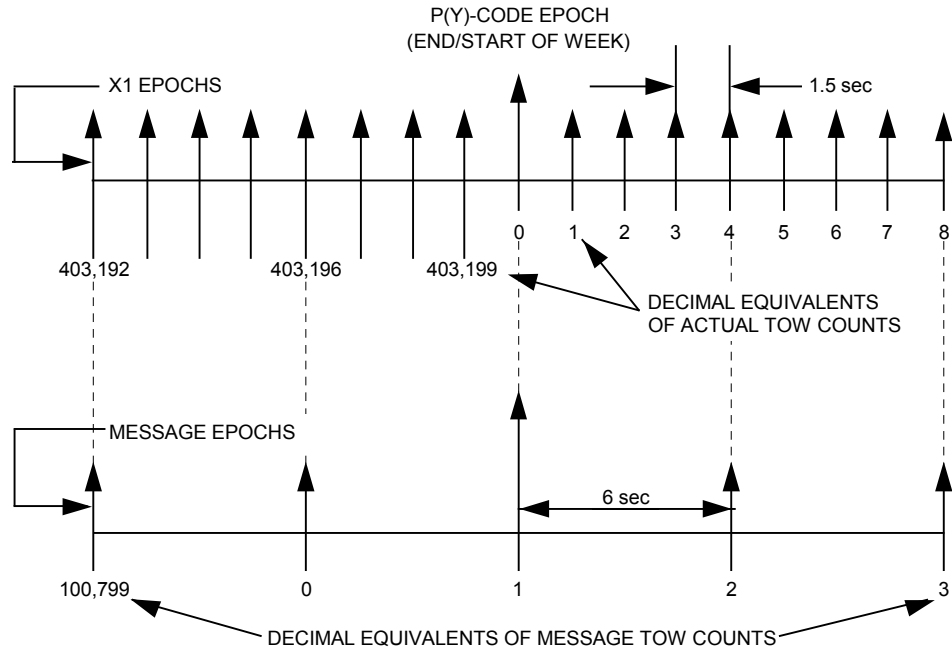 P(Y)-CODE EPOCH
(END/START OF WEEK)
X1 EPOCHS
1.5 sec
0 1 2 3 4 5 6 7 8
403,192 403,196 403,199
DECIMAL EQUIVALENTS
OF ACTUAL TOW COUNTS
MESSAGE EPOCHS
6 sec
100,799 0 1 2 3
DECIMAL EQUIVALENTS OF MESSAGE TOW COUNTS